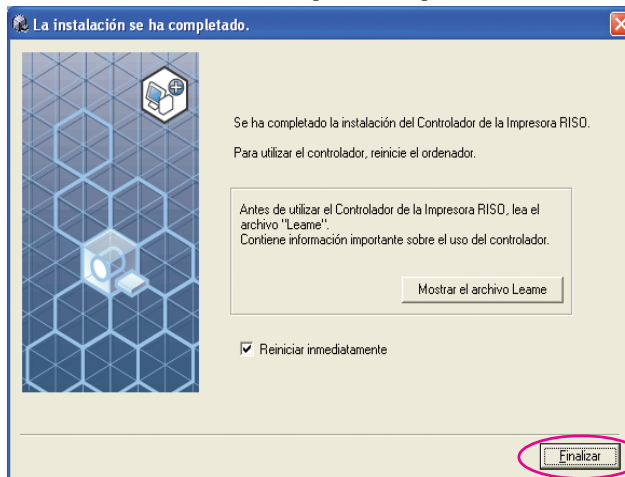 La instalación se ha completado.
Se ha completado la instalación del Controlador de la Impresora RISO.
Para utilizar el controlador, reinicie el ordenador.
Antes de utilizar el Controlador de la Impresora RISO, lea el
archivo "Leame".
Contiene información importante sobre el uso del controlador.
Mostrar el archivo Leame
Reiniciar inmediatamente
Finalizar